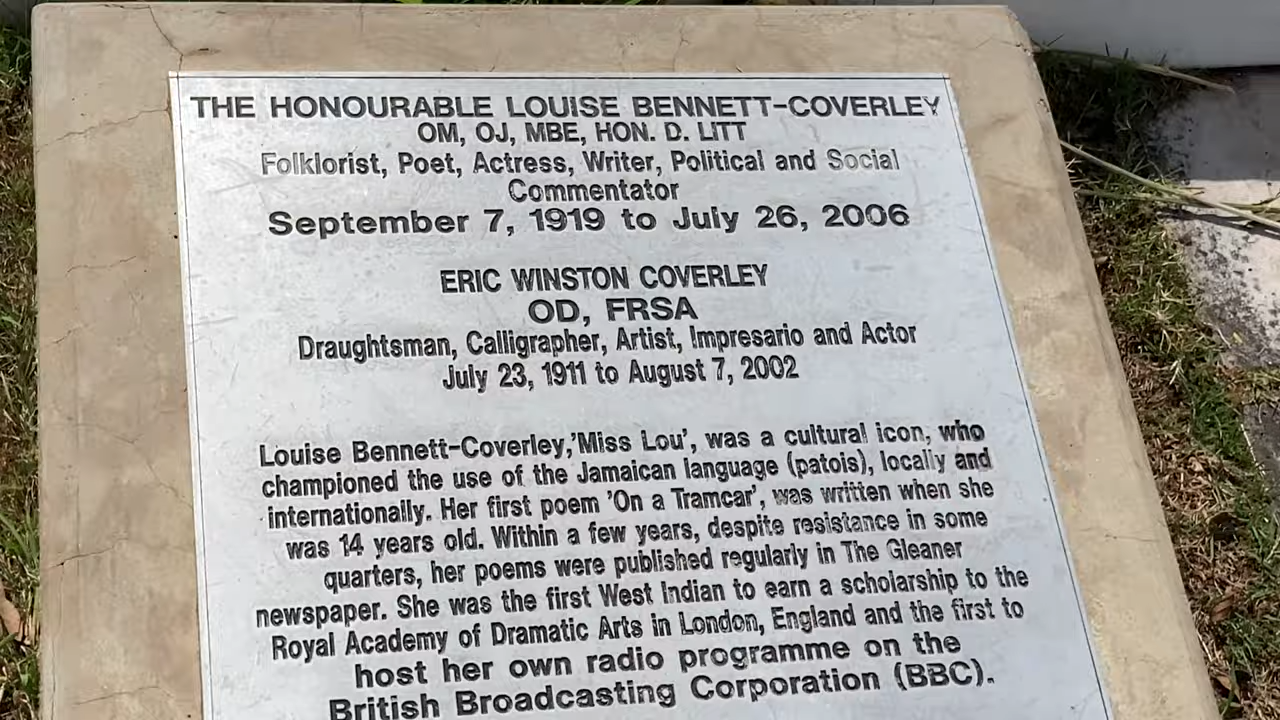 THE HONOURABLE LOUISE BENNETT-COVERLEY
OM, OJ, MBE, HON. D. LITT
Folklorist, Poet, Actress, Writer, Political and Social
Commentator
September 7, 1919 to July 26, 2006
ERIC WINSTON COVERLEY
OD, FRSA
Draughtsman, Calligrapher, Artist, Impresario and Actor
July 23, 1911 to August 7, 2002
Louise Bennett-Coverley,'Miss Lou', was a cultural icon, who
championed the use of the Jamaican language (patois), locally and
internationally. Her first poem 'On a Tramcar', was written when she
was 14 years old. Within a few years, despite resistance in some
quarters, her poems were published regularly in The Gleaner
newspaper. She was the first West Indian to earn a scholarship to the
Royal Academy of Dramatic Arts in London, England and the first to
host her own radio programme on the
British Broadcasting Corporation (BBC).